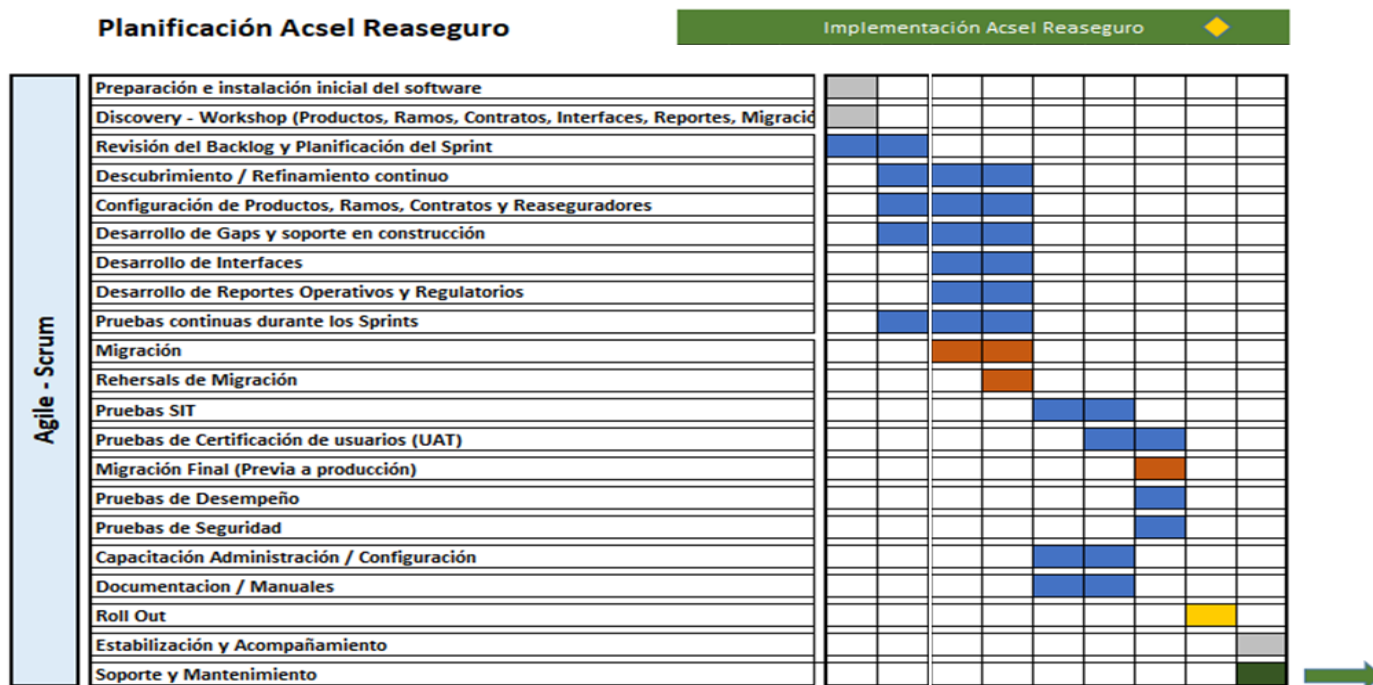 Planificación Acsel Reaseguro
Implementación Acsel Reaseguro
Agile - Scrum
Preparación e instalación inicial del software
Discovery - Workshop (Productos, Ramos, Contratos, Interfaces, Reportes, Migració
Revisión del Backlog y Planificación del Sprint
Descubrimiento / Refinamiento continuo
Configuración de Productos, Ramos, Contratos y Reaseguradores
Desarrollo de Gaps y soporte en construcción
Desarrollo de Interfaces
Desarrollo de Reportes Operativos y Regulatorios
Pruebas continuas durante los Sprints
Migración
Rehersals de Migración
Pruebas SIT
Pruebas de Certificación de usuarios (UAT)
Migración Final (Previa a producción)
Pruebas de Desempeño
Pruebas de Seguridad
Capacitación Administración / Configuración
Documentacion / Manuales
Roll Out
Estabilización y Acompañamiento
Soporte y Mantenimiento